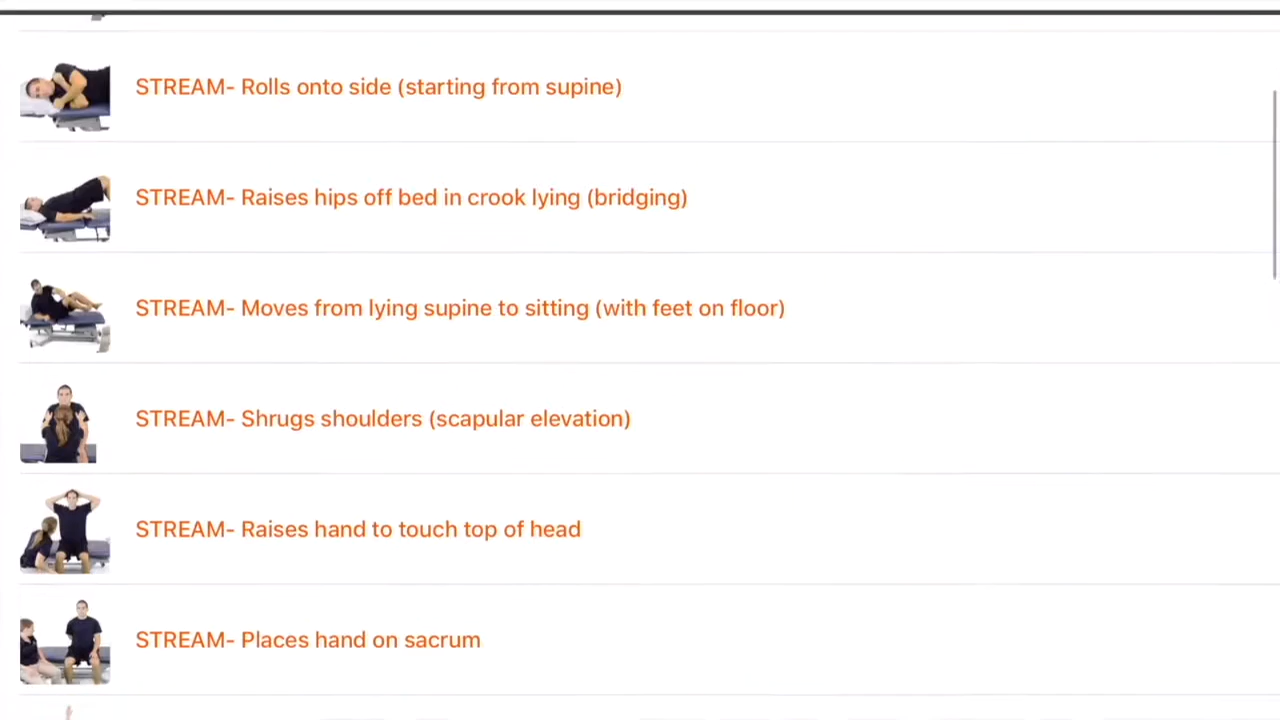 STREAM- Rolls onto side (starting from supine)
STREAM- Raises hips off bed in crook lying (bridging)
STREAM- Moves from lying supine to sitting (with feet on floor)
STREAM- Shrugs shoulders (scapular elevation)
STREAM- Raises hand to touch top of head
STREAM- Places hand on sacrum